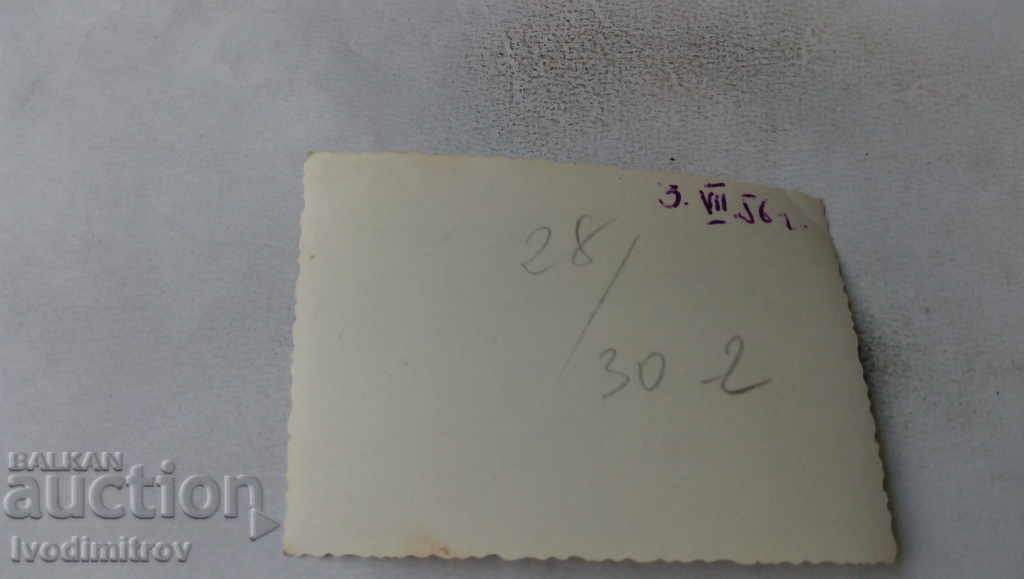 3. VII. 56 г.
28/
30 2
BALKAN
auction
Ivodimitrov